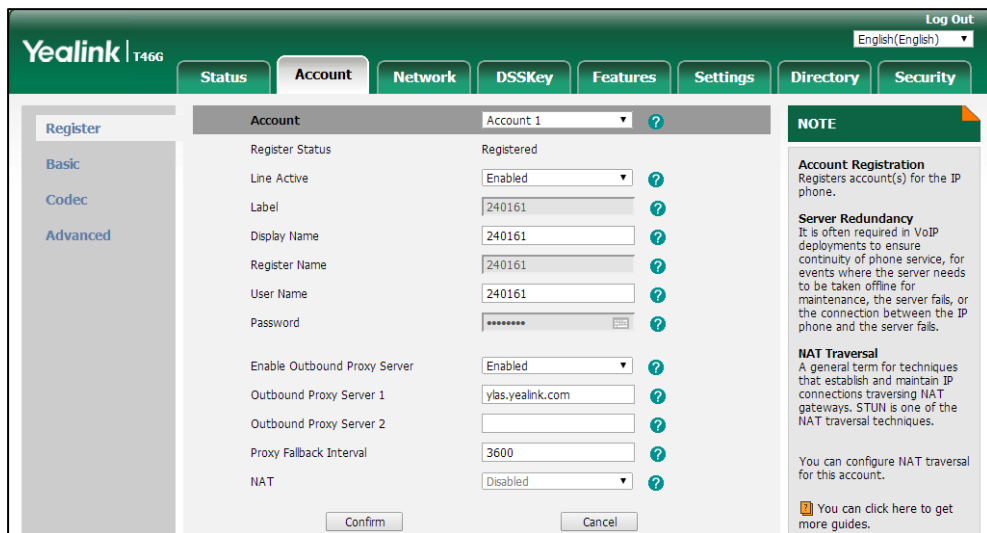 Log Out
Yealink | T46G
English(English)
Status Account Network DSSKey Features Settings Directory Security
Register
Basic
Codec
Advanced
Account Account 1
Register Status Registered
Line Active Enabled
Label 240161
Display Name 240161
Register Name 240161
User Name 240161
Password ••••••••
Enable Outbound Proxy Server Enabled
Outbound Proxy Server 1 ylas.yealink.com
Outbound Proxy Server 2
Proxy Fallback Interval 3600
NAT Disabled
Confirm Cancel
NOTE
Account Registration
Registers account(s) for the IP
phone.
Server Redundancy
It is often required in VoIP
deployments to ensure
continuity of phone service, for
events where the server needs
to be taken offline for
maintenance, the server fails, or
the connection between the IP
phone and the server fails.
NAT Traversal
A general term for techniques
that establish and maintain IP
connections traversing NAT
gateways. STUN is one of the
NAT traversal techniques.
You can configure NAT traversal
for this account.
You can click here to get
more guides.